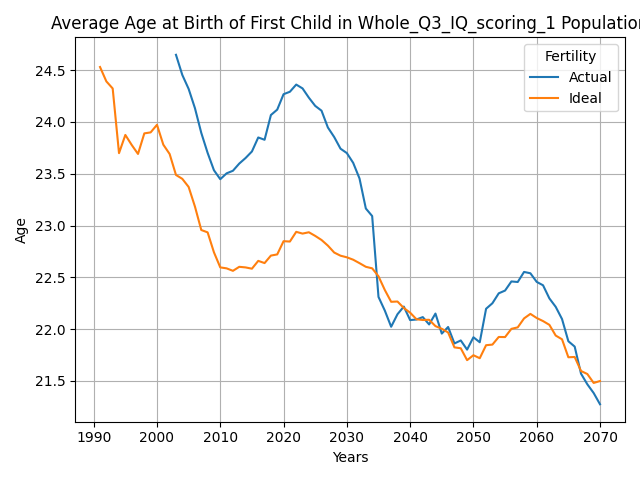 Average Age at Birth of First Child in Whole_Q3_IQ_scoring_1 Population
Fertility
Actual
Ideal
24.5
24.0
23.5
23.0
22.5
22.0
21.5
Age
1990 2000 2010 2020 2030 2040 2050 2060 2070
Years